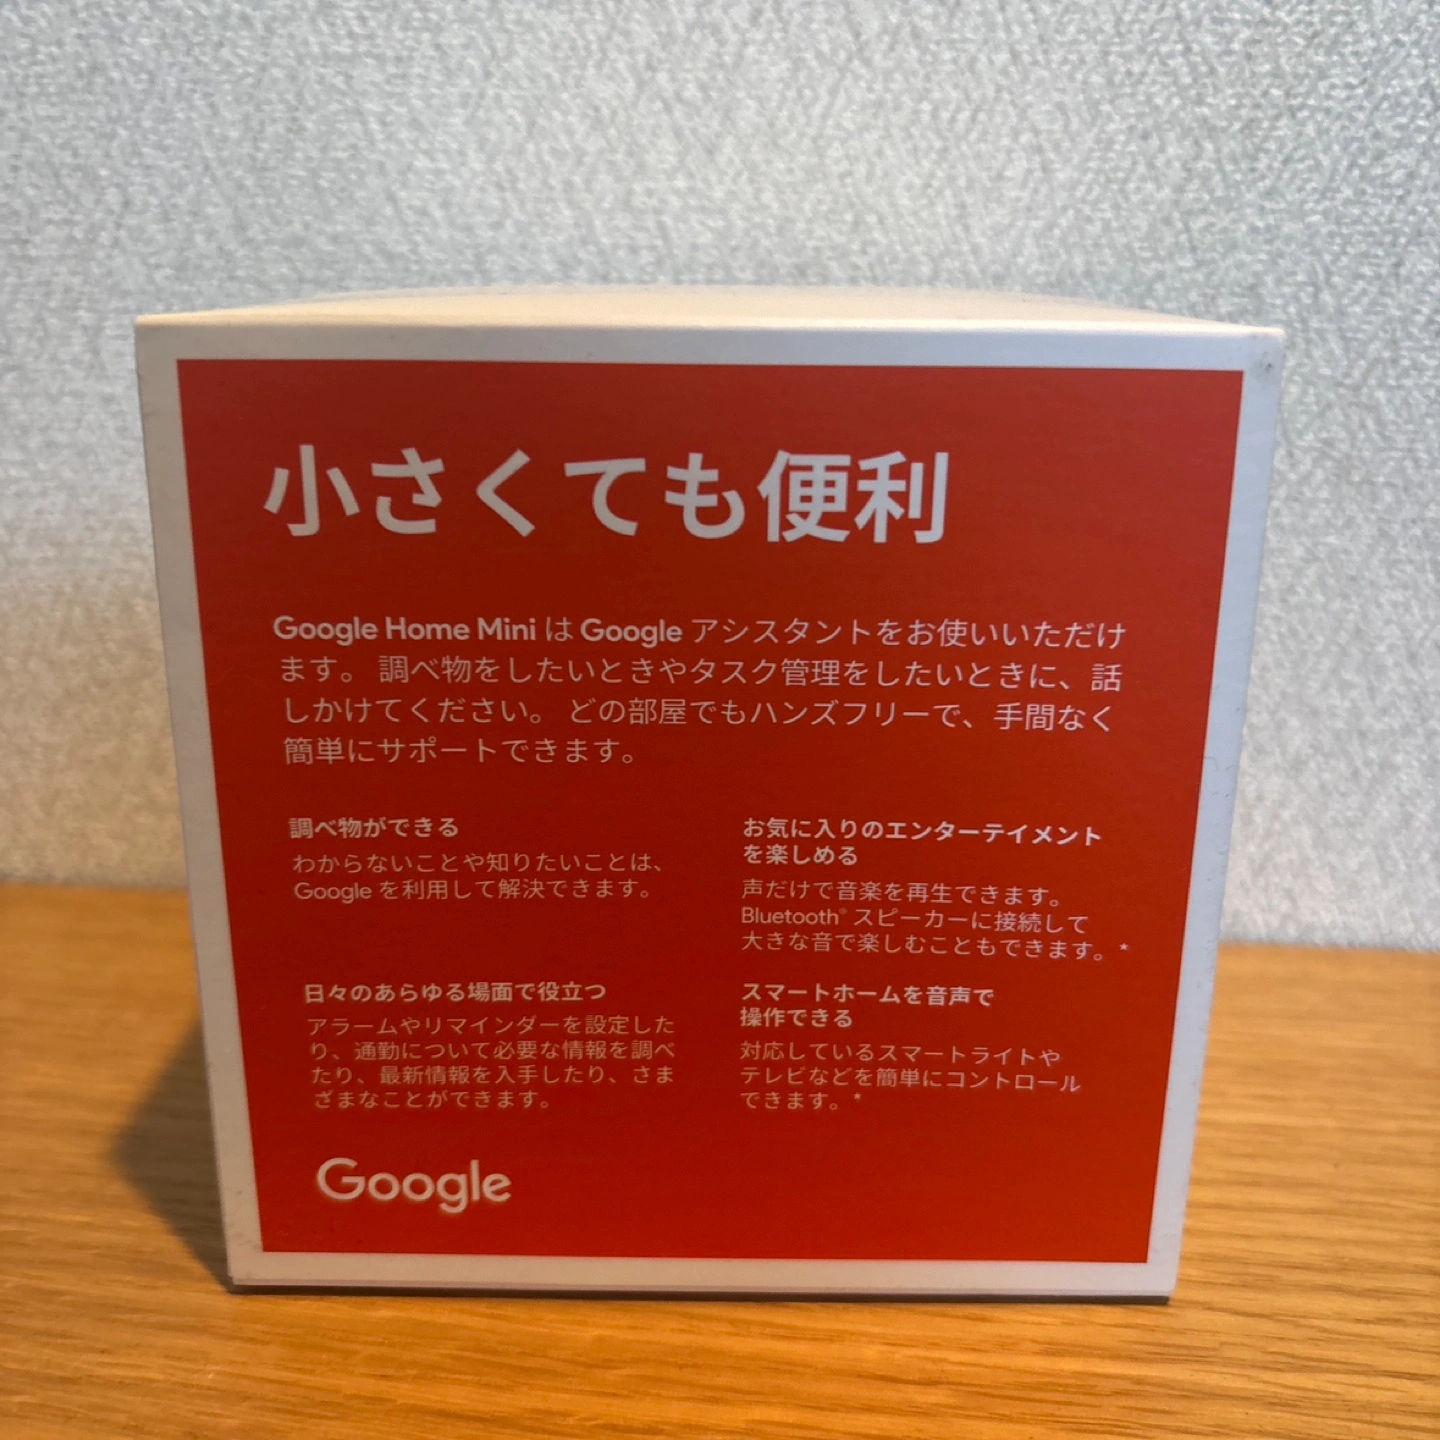 小さくても便利
Google Home Mini は Google アシスタントをお使いいただけ
ます。 調べ物をしたいときやタスク管理をしたいときに、話
しかけてください。 どの部屋でもハンズフリーで、手間なく
簡単にサポートできます。
調べ物ができる
わからないことや知りたいことは、
Google を利用して解決できます。
お気に入りのエンターテイメント
を楽しめる
声だけで音楽を再生できます。
Bluetooth® スピーカーに接続して
大きな音で楽しむこともできます。*
日々のあらゆる場面で役立つ
アラームやリマインダーを設定した
り、通勤について必要な情報を調べ
たり、最新情報を入手したり、さま
ざまなことができます。
スマートホームを音声で
操作できる
対応しているスマートライトや
テレビなどを簡単にコントロール
できます。*
Google